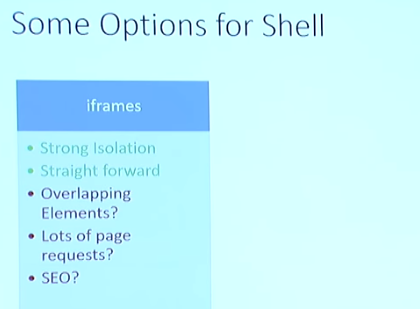 Some Options for Shell
iframes
• Strong Isolation
• Straight forward
• Overlapping
Elements?
• Lots of page
requests?
• SEO?